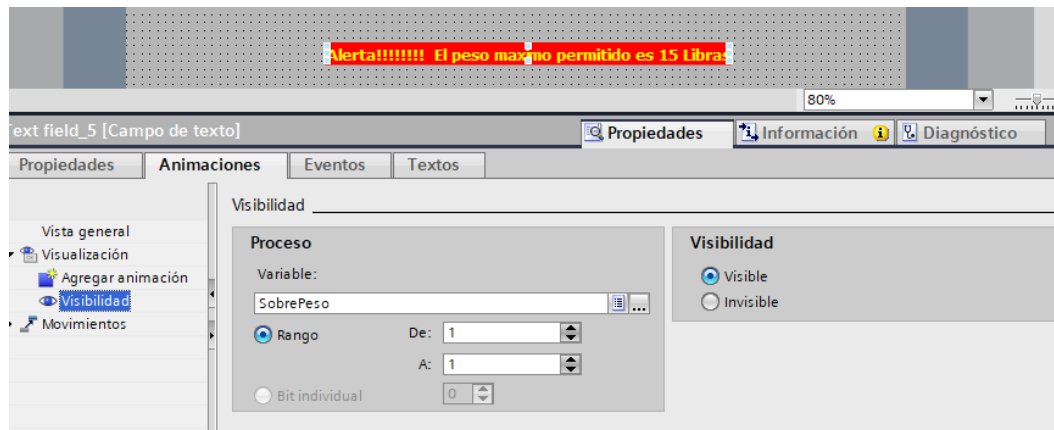 Alerta!!!!!!!! El peso maximo permitido es 15 Libras
80%
Text field_5 [Campo de texto]
Propiedades
Información
Diagnóstico
Propiedades
Animaciones
Eventos
Textos
Visibilidad
Vista general
Visualización
Agregar animación
Visibilidad
Movimientos
Proceso
Variable:
SobrePeso
...
Rango
De: 1
A: 1
Bit individual
0
Visibilidad
Visible
Invisible